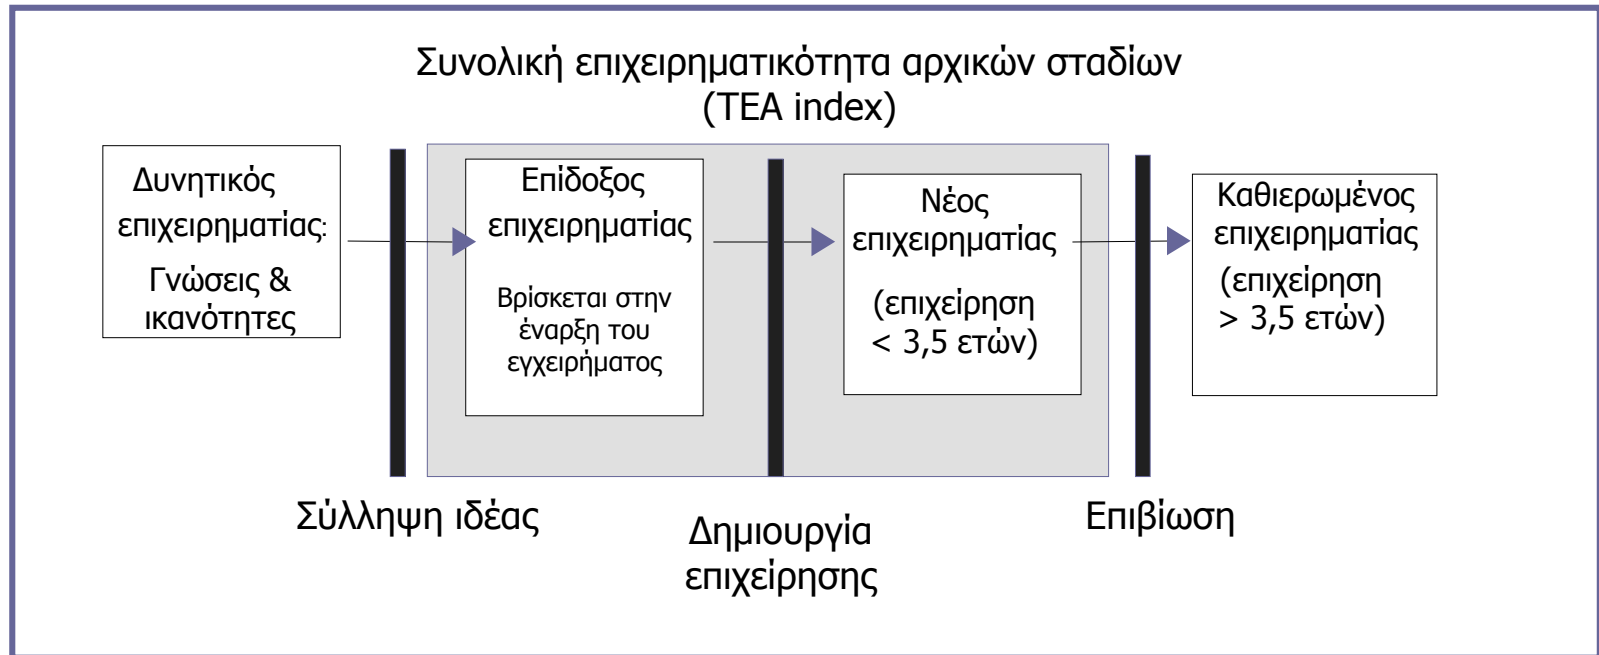 Συνολική επιχειρηματικότητα αρχικών σταδίων
(TEA index)
Δυνητικός
επιχειρηματίας:
Γνώσεις &
ικανότητες
Επίδοξος
επιχειρηματίας
Βρίσκεται στην
έναρξη του
εγχειρήματος
Νέος
επιχειρηματίας
(επιχείρηση
< 3,5 ετών)
Καθιερωμένος
επιχειρηματίας
(επιχείρηση
> 3,5 ετών)
Σύλληψη ιδέας
Δημιουργία
επιχείρησης
Επιβίωση